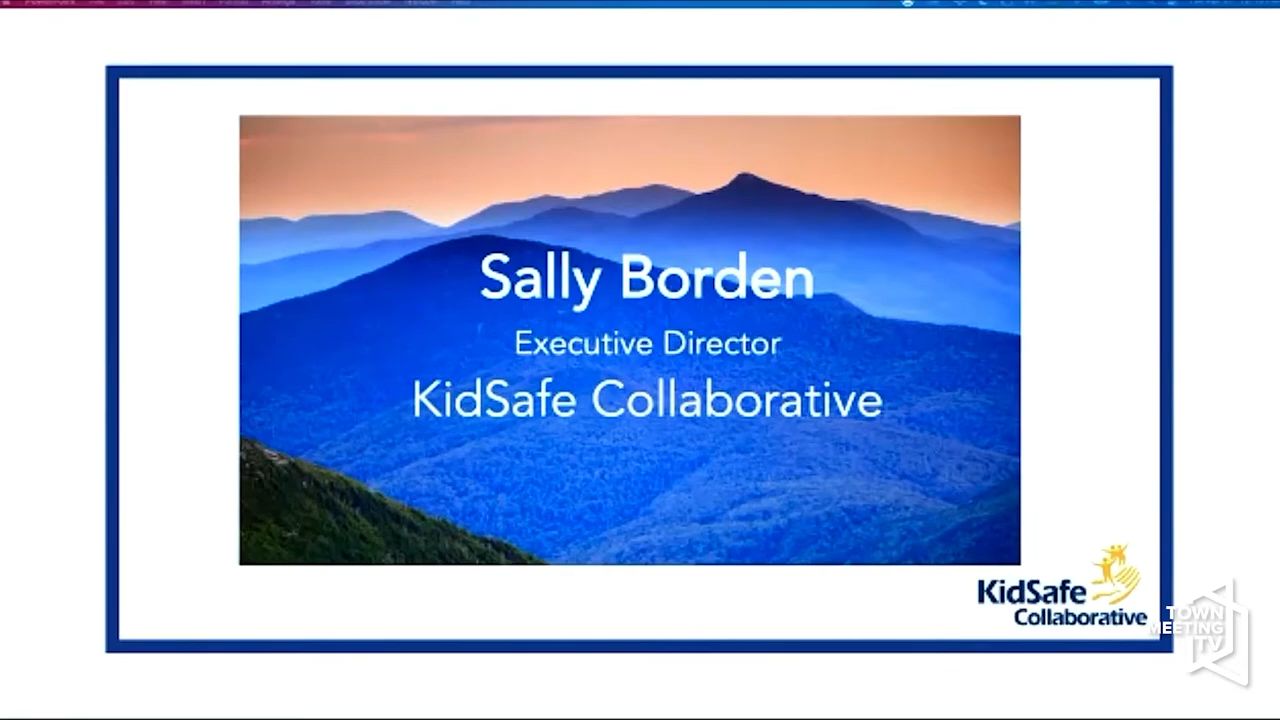 Sally Borden
Executive Director
KidSafe Collaborative
KidSafe
Collaborative
TOWN
MEETING
TV